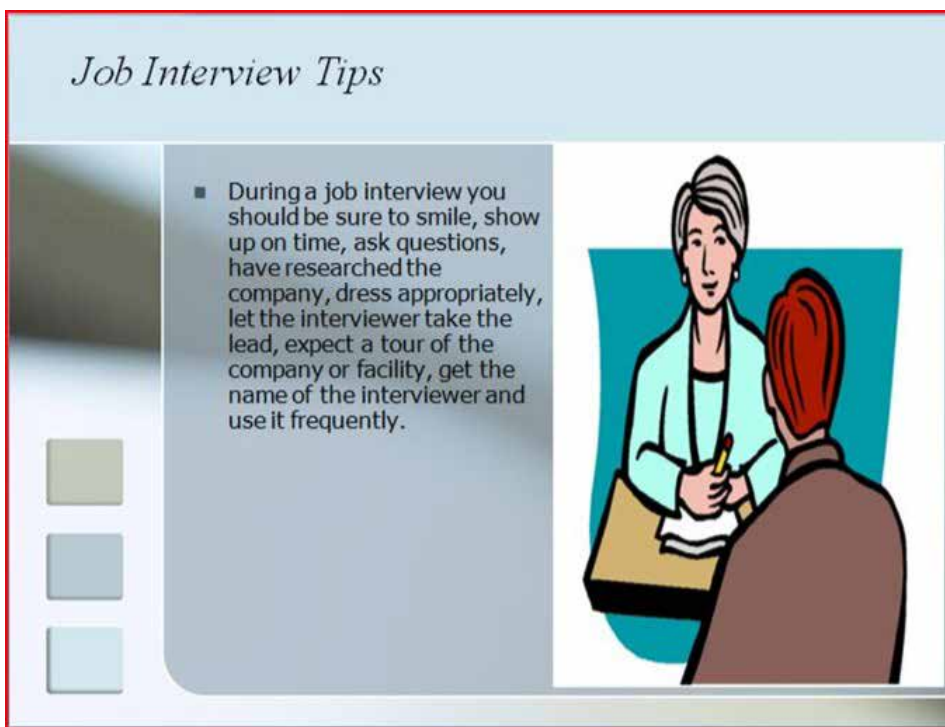 Job Interview Tips
During a job interview you
should be sure to smile, show
up on time, ask questions,
have researched the
company, dress appropriately,
let the interviewer take the
lead, expect a tour of the
company or facility, get the
name of the interviewer and
use it frequently.